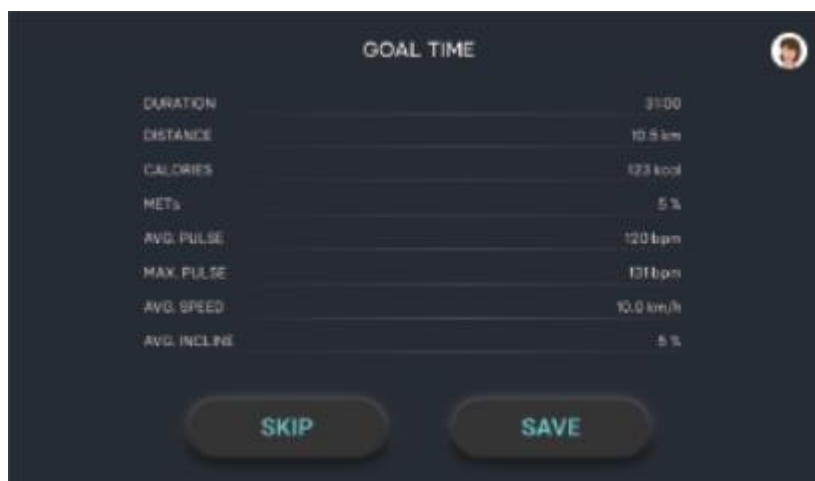 GOAL TIME
DURATION 31:00
DISTANCE 10.5 km
CALORIES 123 kcal
METs 5 %
AVG. PULSE 120 bpm
MAX. PULSE 131 bpm
AVG. SPEED 10.0 km/h
AVG. INCLINE 5 %
SKIP SAVE